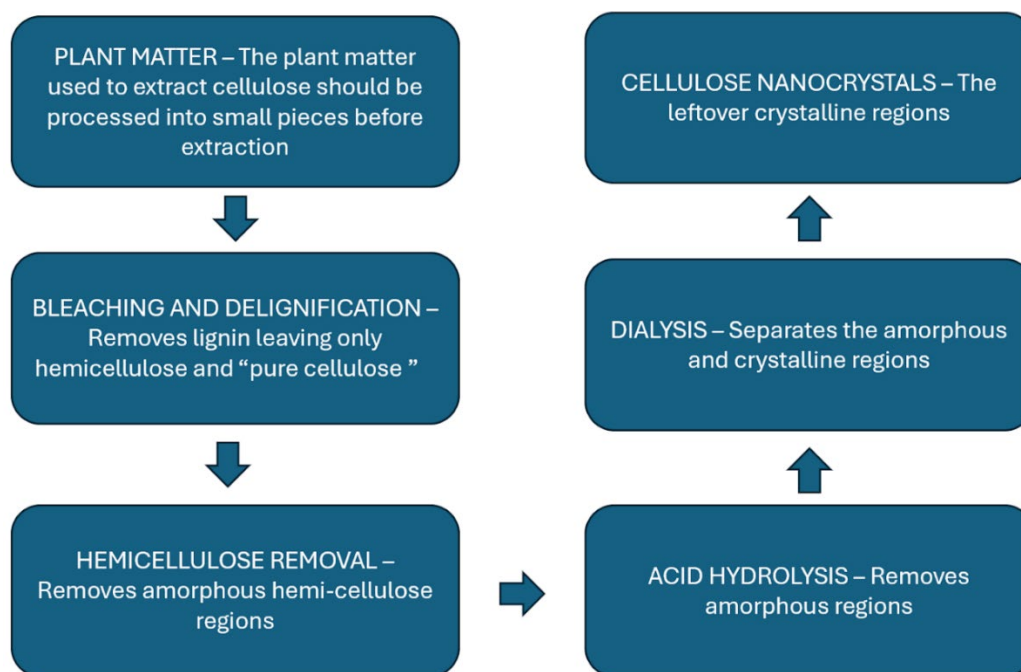 PLANT MATTER – The plant matter
used to extract cellulose should be
processed into small pieces before
extraction
BLEACHING AND DELIGNIFICATION –
Removes lignin leaving only
hemicellulose and “pure cellulose ”
HEMICELLULOSE REMOVAL –
Removes amorphous hemi-cellulose
regions
ACID HYDROLYSIS – Removes
amorphous regions
DIALYSIS – Separates the amorphous
and crystalline regions
CELLULOSE NANOCRYSTALS – The
leftover crystalline regions